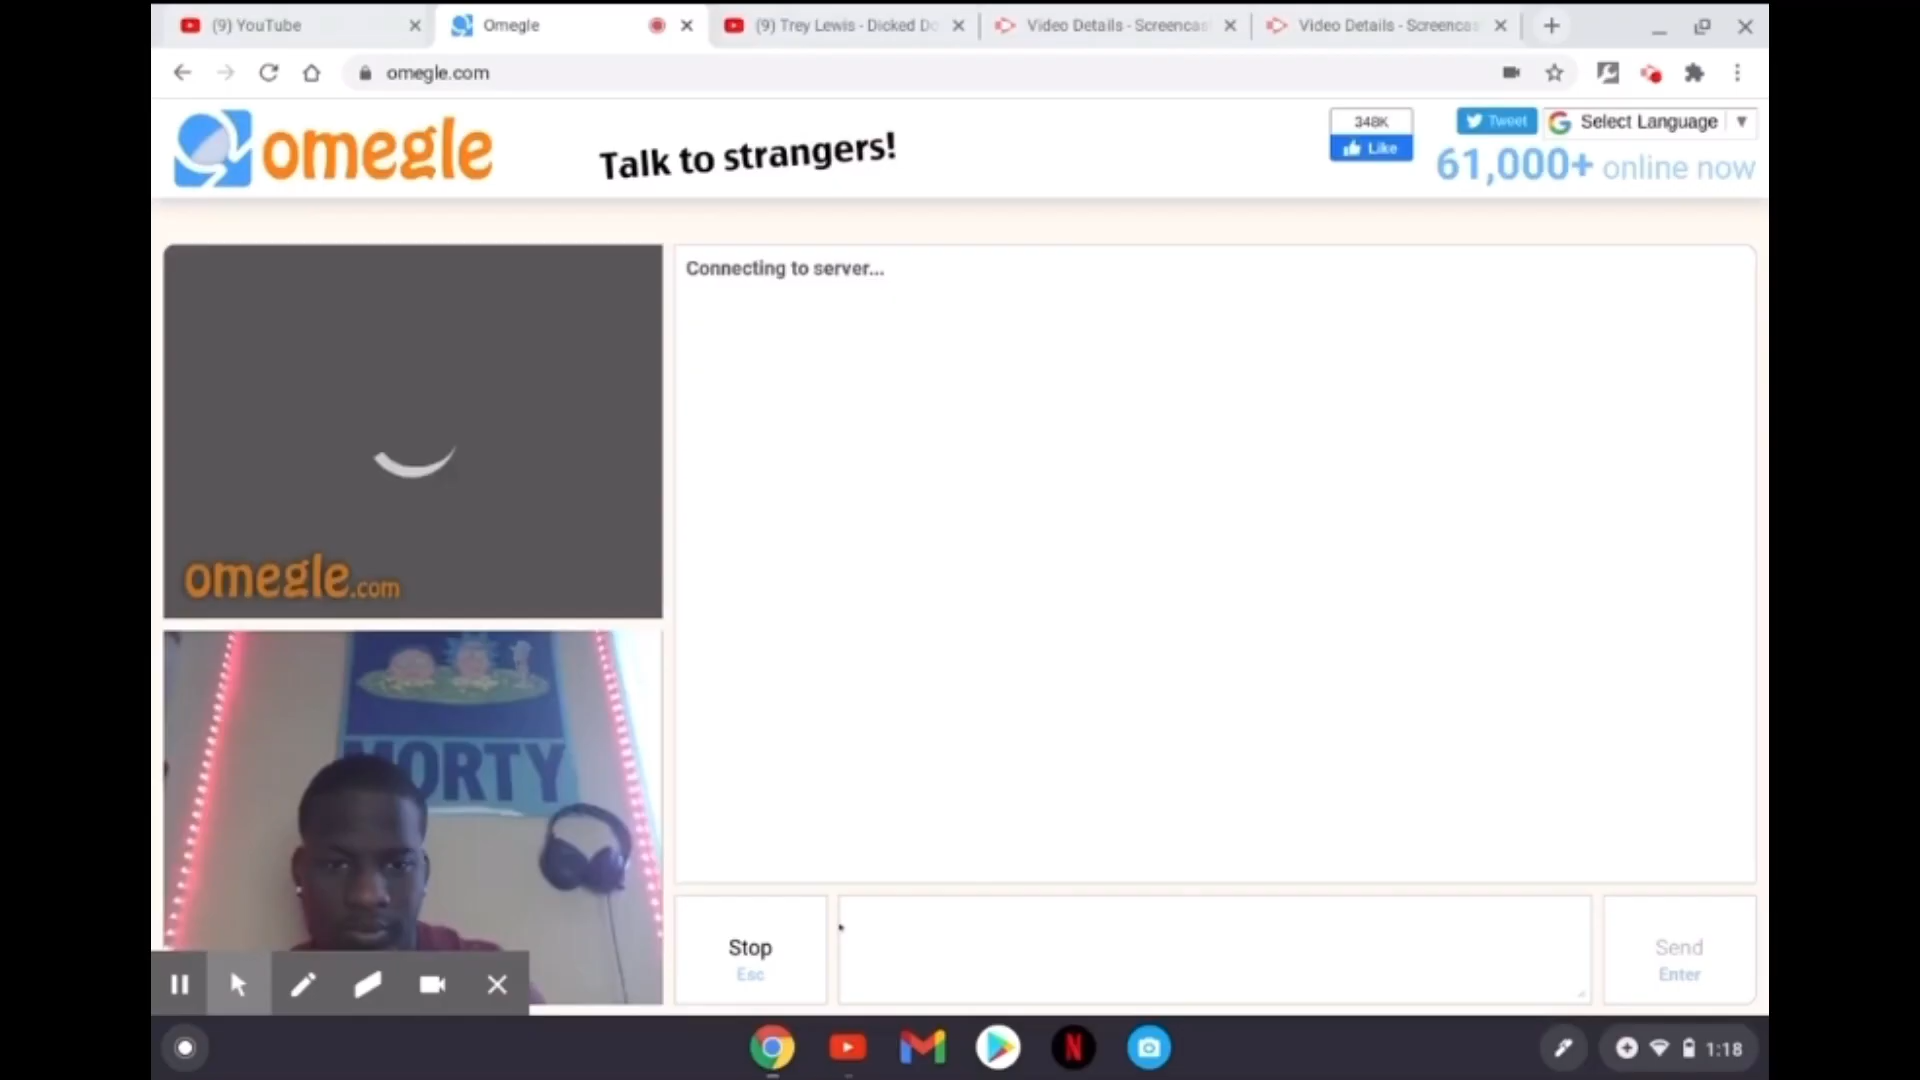 (9) YouTube
Omegle
(9) Trey Lewis - Dicked Do
Video Details - Screencas
Video Details - Screencas
omegle.com
omegle
Talk to strangers!
348K
Like
Tweet
Select Language
61,000+ online now
Connecting to server...
omegle.com
MORTY
Stop
Esc
Send
Enter
1:18